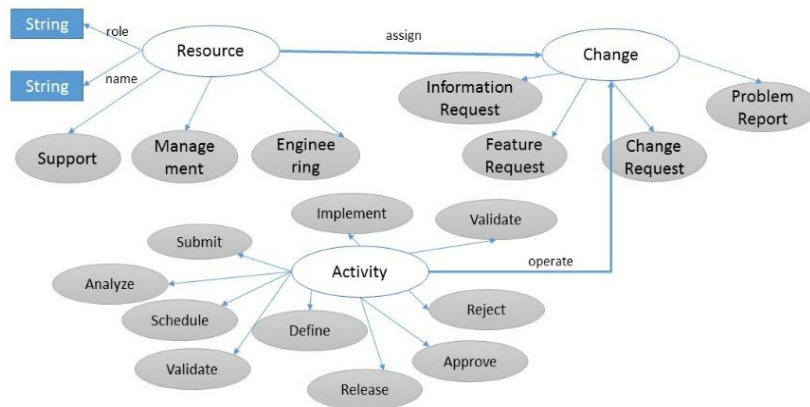 String
role
Resource
assign
Change
String
name
Information
Request
Problem
Report
Support
Manage
ment
Enginee
ring
Feature
Request
Change
Request
Implement
Validate
Submit
Activity
operate
Analyze
Schedule
Define
Reject
Validate
Approve
Release